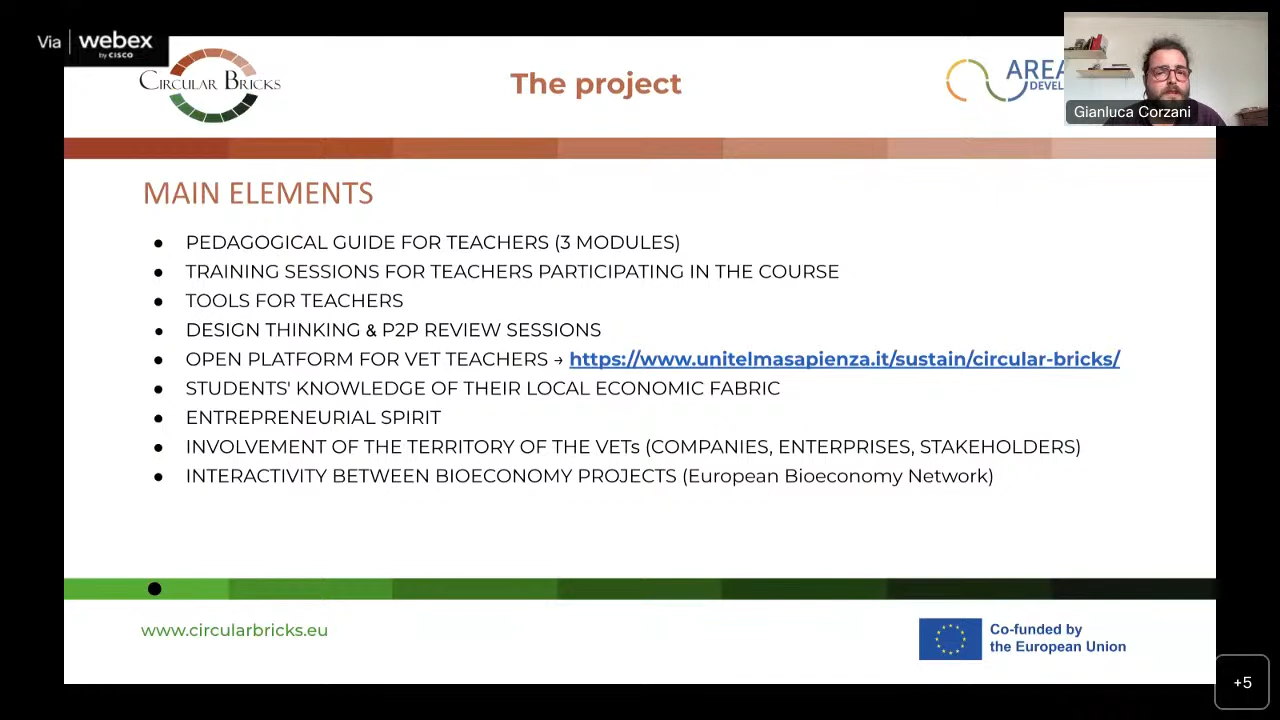 Via webex
by CISCO
CIRCULAR BRICKS
The project
AREA
DEVEL
Gianluca Corzani
MAIN ELEMENTS
● PEDAGOGICAL GUIDE FOR TEACHERS (3 MODULES)
● TRAINING SESSIONS FOR TEACHERS PARTICIPATING IN THE COURSE
● TOOLS FOR TEACHERS
● DESIGN THINKING & P2P REVIEW SESSIONS
● OPEN PLATFORM FOR VET TEACHERS → https://www.unitelmasapienza.it/sustain/circular-bricks/
● STUDENTS' KNOWLEDGE OF THEIR LOCAL ECONOMIC FABRIC
● ENTREPRENEURIAL SPIRIT
● INVOLVEMENT OF THE TERRITORY OF THE VETs (COMPANIES, ENTERPRISES, STAKEHOLDERS)
● INTERACTIVITY BETWEEN BIOECONOMY PROJECTS (European Bioeconomy Network)
www.circularbricks.eu
Co-funded by
the European Union
+5